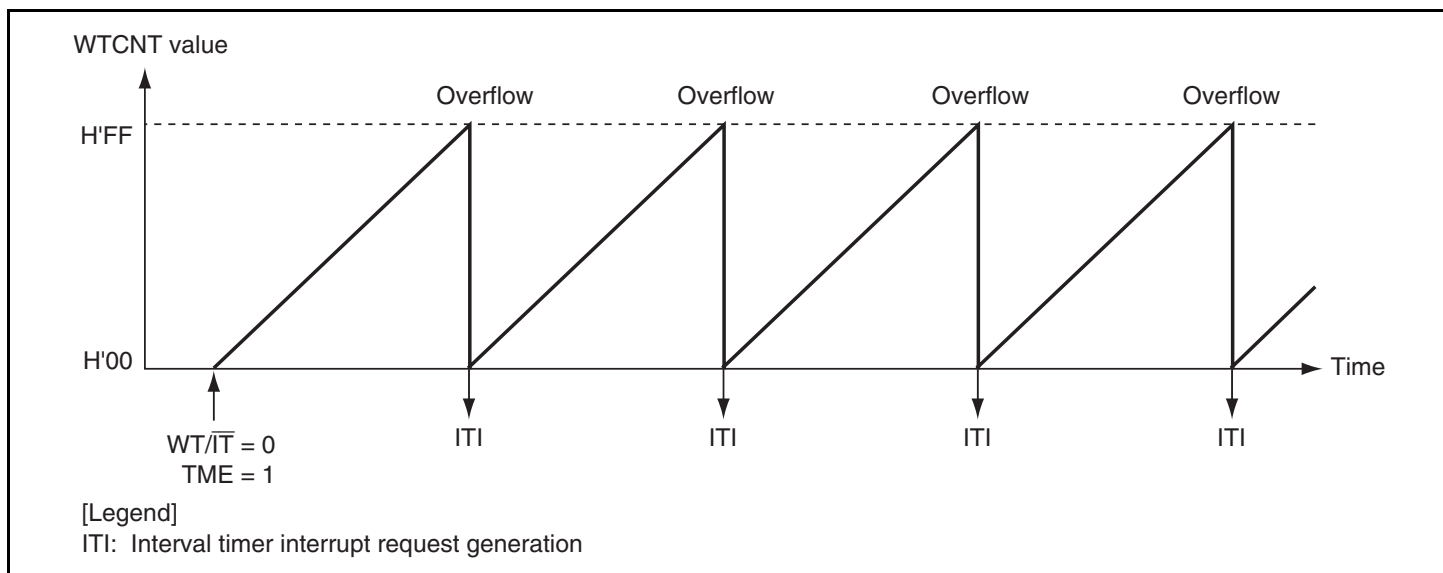 WTCNT value
Overflow Overflow Overflow Overflow
H'FF
H'00
Time
WT/I̅T̅ = 0
TME = 1
ITI ITI ITI ITI
[Legend]
ITI: Interval timer interrupt request generation